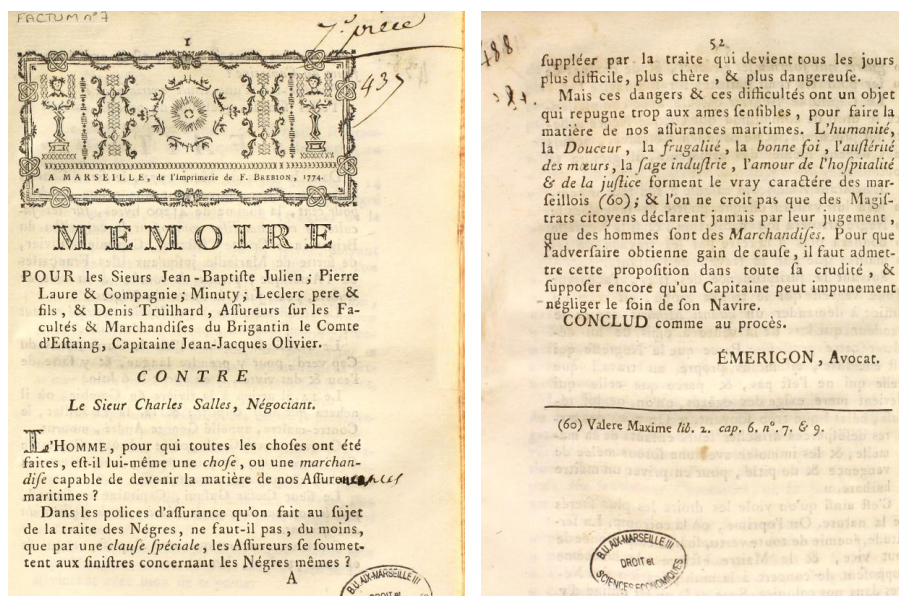 FACTUM n° 7
7e piece
1
437
A MARSEILLE, de l'Imprimerie de F. BREBION, 1774.
MEMOIRE
POUR les Sieurs Jean-Baptiſte Julien; Pierre
Laure & Compagnie; Minuty; Leclerc pere &
fils, & Denis Truilhard, Aſſureurs ſur les Fa-
cultés & Marchandiſes du Brigantin le Comte
d'Eſtaing, Capitaine Jean-Jacques Olivier.
CONTRE
Le Sieur Charles Salles, Négociant.
L'HOMME, pour qui toutes les choſes ont été
faites, eſt-il lui-même une choſe, ou une marchan-
diſe capable de devenir la matière de nos Aſſurances
maritimes ?
Dans les polices d'aſſurance qu'on fait au ſujet
de la traite des Négres, ne faut-il pas, du moins,
que par une clauſe ſpéciale, les Aſſureurs ſe ſoumet-
tent aux ſiniſtres concernant les Négres mêmes ?
A
B.U. AIX-MARSEILLE III
52
488
ſuppléer par la traite qui devient tous les jours
plus difficile, plus chère, & plus dangereuſe.
Mais ces dangers & ces difficultés ont un objet
qui repugne trop aux ames ſenſibles, pour faire la
matière de nos aſſurances maritimes. L'humanité,
la Douceur, la frugalité, la bonne foi, l'auſtérité
des mœurs, la ſage induſtrie, l'amour de l'hoſpitalité
& de la juſtice forment le vray caractére des mar-
ſeillois (60); & l'on ne croit pas que des Magiſ-
trats citoyens déclarent jamais par leur jugement,
que des hommes ſont des Marchandiſes. Pour que
l'adverſaire obtienne gain de cauſe, il faut admet-
tre cette propoſition dans toute ſa crudité, &
ſuppoſer encore qu'un Capitaine peut impunement
négliger le ſoin de ſon Navire.
CONCLUD comme au procès.
ÉMERIGON, Avocat.
(60) Valere Maxime lib. 2. cap. 6. n°. 7. & 9.
B.U. AIX-MARSEILLE III
DROIT et
SCIENCES ECONOMIQUES